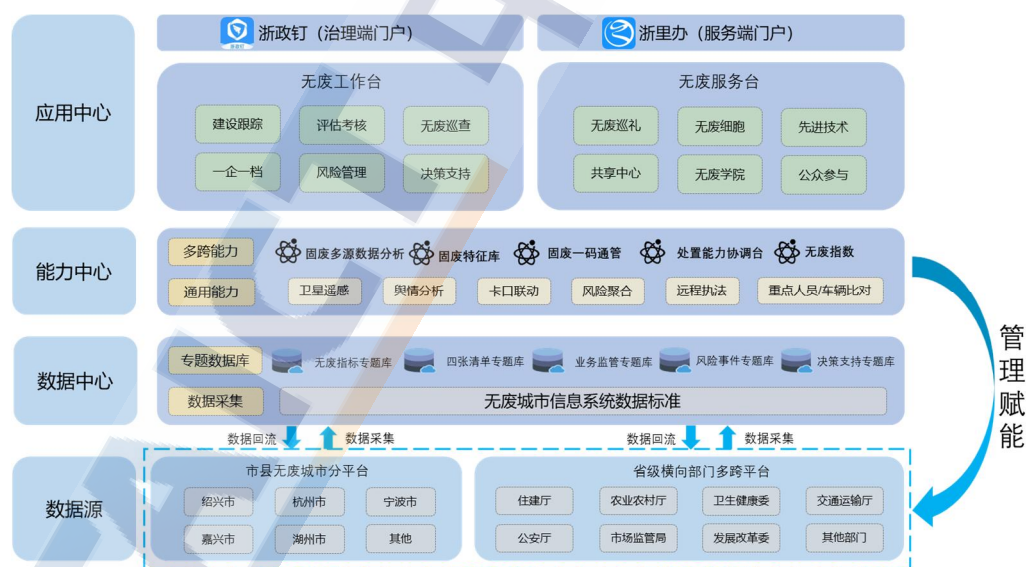 浙政钉（治理端门户）
浙里办（服务端门户）
应用中心
无废工作台
建设跟踪 评估考核 无废巡查
一企一档 风险管理 决策支持
无废服务台
无废巡礼 无废细胞 先进技术
共享中心 无废学院 公众参与
能力中心
多跨能力 固废多源数据分析 固废特征库 固废一码通管 处置能力协调台 无废指数
通用能力 卫星遥感 舆情分析 卡口联动 风险聚合 远程执法 重点人员/车辆比对
数据中心
专题数据库 无废指标专题库 四张清单专题库 业务监管专题库 风险事件专题库 决策支持专题库
数据采集 无废城市信息系统数据标准
数据回流 数据采集 数据回流 数据采集
数据源
市县无废城市分平台
绍兴市 杭州市 宁波市
嘉兴市 湖州市 其他
省级横向部门多跨平台
住建厅 农业农村厅 卫生健康委 交通运输厅
公安厅 市场监管局 发展改革委 其他部门
管理赋能